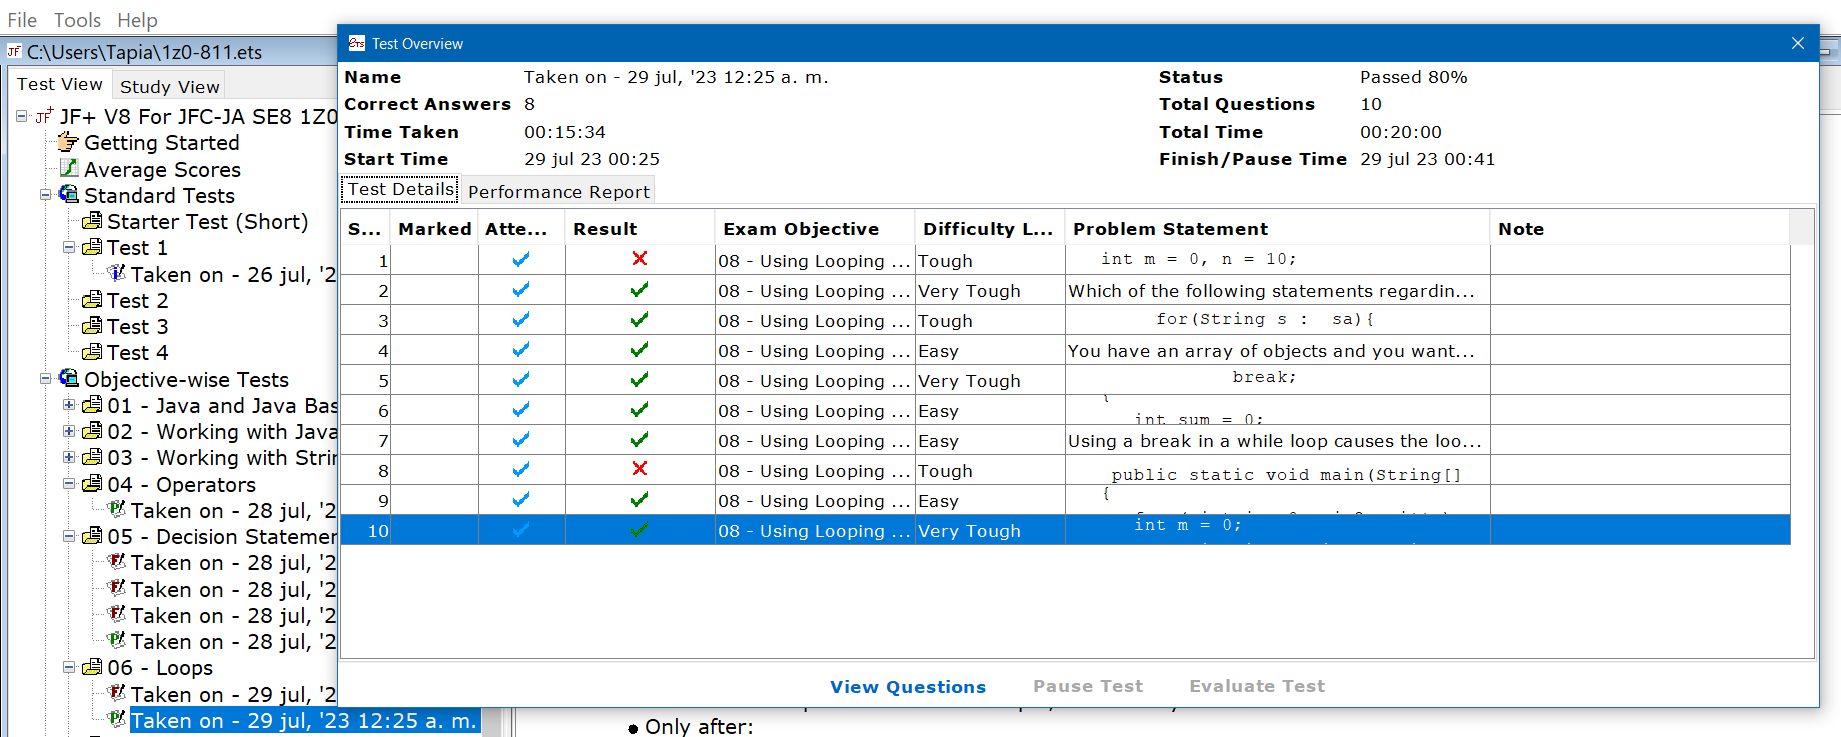 File Tools Help
C:\Users\Tapia\1z0-811.ets
Test View Study View
JF+ V8 For JFC-JA SE8 1Z0
Getting Started
Average Scores
Standard Tests
Starter Test (Short)
Test 1
Taken on - 26 jul, '2
Test 2
Test 3
Test 4
Objective-wise Tests
01 - Java and Java Bas
02 - Working with Java
03 - Working with Strin
04 - Operators
Taken on - 28 jul, '2
05 - Decision Statemer
Taken on - 28 jul, '2
Taken on - 28 jul, '2
Taken on - 28 jul, '2
Taken on - 28 jul, '2
06 - Loops
Taken on - 29 jul, '2
Taken on - 29 jul, '23 12:25 a. m.
Test Overview
Name Taken on - 29 jul, '23 12:25 a. m. Status Passed 80%
Correct Answers 8 Total Questions 10
Time Taken 00:15:34 Total Time 00:20:00
Start Time 29 jul 23 00:25 Finish/Pause Time 29 jul 23 00:41
Test Details Performance Report
S... Marked Atte... Result Exam Objective Difficulty L... Problem Statement Note
1 08 - Using Looping ... Tough int m = 0, n = 10;
2 08 - Using Looping ... Very Tough Which of the following statements regardin...
3 08 - Using Looping ... Tough for(String s : sa){
4 08 - Using Looping ... Easy You have an array of objects and you want...
5 08 - Using Looping ... Very Tough break;
6 08 - Using Looping ... Easy { int sum = 0;
7 08 - Using Looping ... Easy Using a break in a while loop causes the loo...
8 08 - Using Looping ... Tough public static void main(String[]
9 08 - Using Looping ... Easy {
10 08 - Using Looping ... Very Tough int m = 0;
View Questions Pause Test Evaluate Test
Only after: